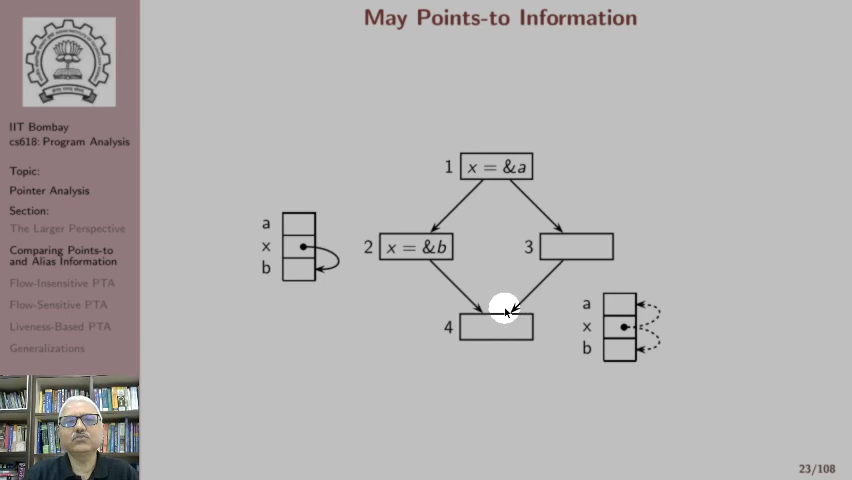 May Points-to Information
IIT Bombay
cs618: Program Analysis
Topic:
Pointer Analysis
Section:
The Larger Perspective
Comparing Points-to
and Alias Information
Flow-Insensitive PTA
Flow-Sensitive PTA
Liveness-Based PTA
Generalizations
1 x = &a
a
x
b
2 x = &b
3
4
a
x
b
23/108